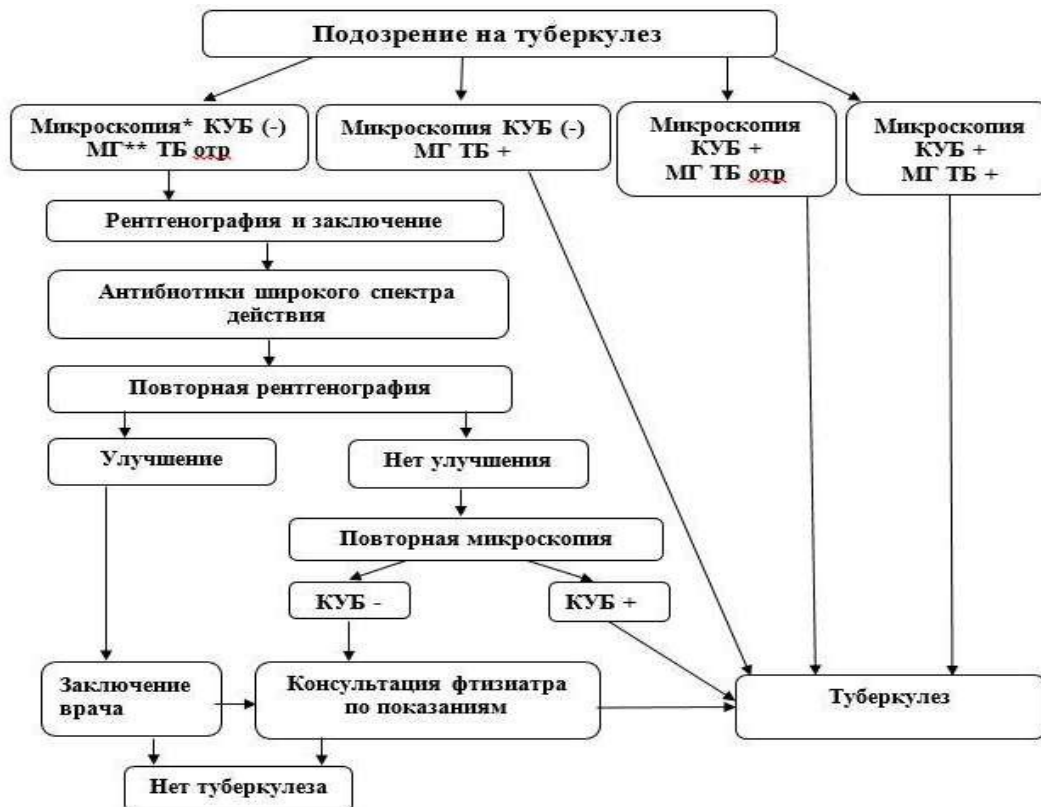 Подозрение на туберкулез
Микроскопия* КУБ (-)
МГ** ТБ отр
Микроскопия КУБ (-)
МГ ТБ +
Микроскопия
КУБ +
МГ ТБ отр
Микроскопия
КУБ +
МГ ТБ +
Рентгенография и заключение
Антибиотики широкого спектра
действия
Повторная рентгенография
Улучшение
Нет улучшения
Повторная микроскопия
КУБ -
КУБ +
Заключение
врача
Консультация фтизиатра
по показаниям
Туберкулез
Нет туберкулеза